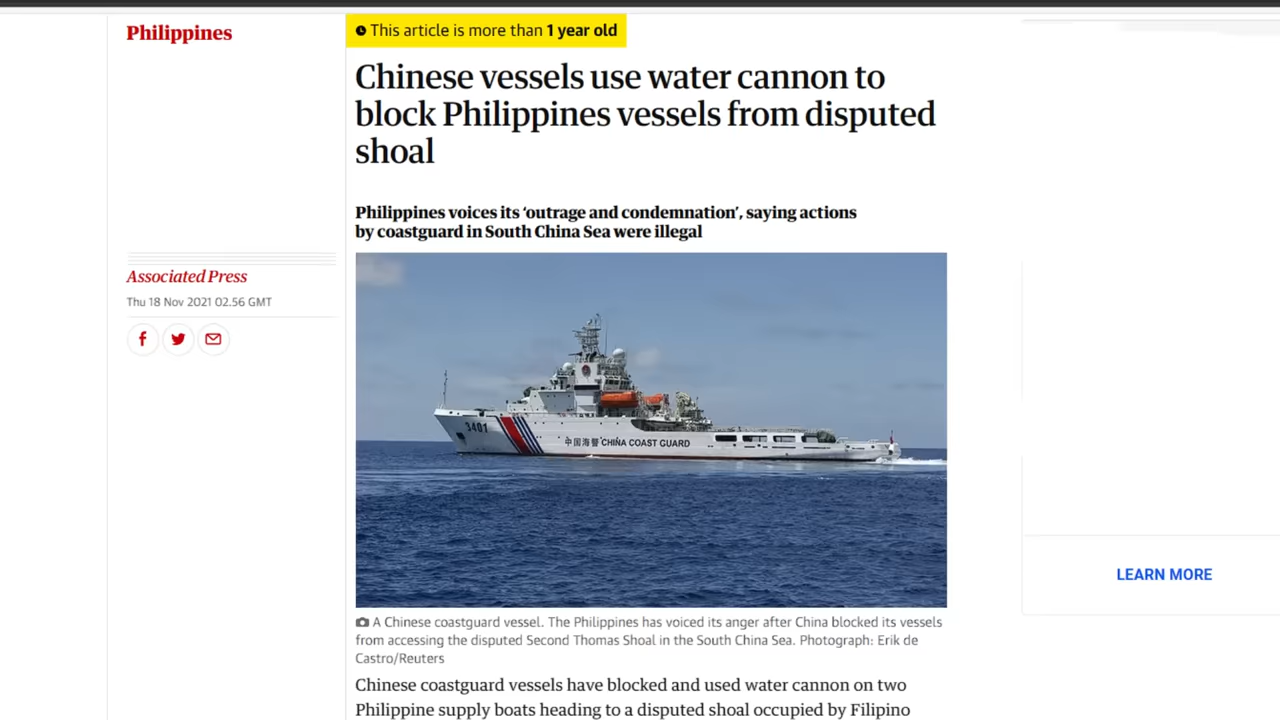 Philippines
This article is more than 1 year old
Chinese vessels use water cannon to
block Philippines vessels from disputed
shoal
Philippines voices its ‘outrage and condemnation’, saying actions
by coastguard in South China Sea were illegal
Associated Press
Thu 18 Nov 2021 02.56 GMT
3401
中国海警 CHINA COAST GUARD
A Chinese coastguard vessel. The Philippines has voiced its anger after China blocked its vessels
from accessing the disputed Second Thomas Shoal in the South China Sea. Photograph: Erik de
Castro/Reuters
LEARN MORE
Chinese coastguard vessels have blocked and used water cannon on two
Philippine supply boats heading to a disputed shoal occupied by Filipino